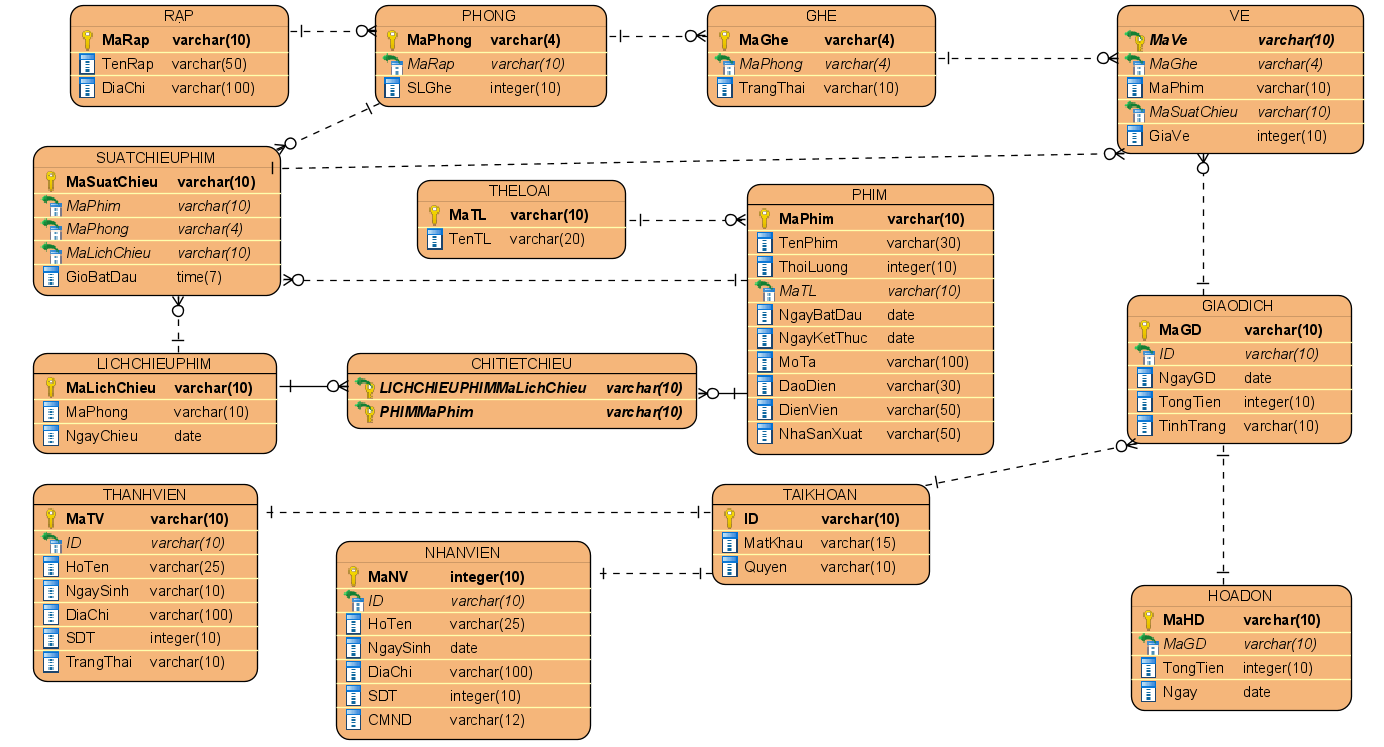 RAP
MaRap varchar(10)
TenRap varchar(50)
DiaChi varchar(100)
PHONG
MaPhong varchar(4)
MaRap varchar(10)
SLGhe integer(10)
GHE
MaGhe varchar(4)
MaPhong varchar(4)
TrangThai varchar(10)
VE
MaVe varchar(10)
MaGhe varchar(4)
MaPhim varchar(10)
MaSuatChieu varchar(10)
GiaVe integer(10)
SUATCHIEUPHIM
MaSuatChieu varchar(10)
MaPhim varchar(10)
MaPhong varchar(4)
MaLichChieu varchar(10)
GioBatDau time(7)
THELOAI
MaTL varchar(10)
TenTL varchar(20)
PHIM
MaPhim varchar(10)
TenPhim varchar(30)
ThoiLuong integer(10)
MaTL varchar(10)
NgayBatDau date
NgayKetThuc date
MoTa varchar(100)
DaoDien varchar(30)
DienVien varchar(50)
NhaSanXuat varchar(50)
GIAODICH
MaGD varchar(10)
ID varchar(10)
NgayGD date
TongTien integer(10)
TinhTrang varchar(10)
LICHCHIEUPHIM
MaLichChieu varchar(10)
MaPhong varchar(10)
NgayChieu date
CHITIETCHIEU
LICHCHIEUPHIMMaLichChieu varchar(10)
PHIMMaPhim varchar(10)
THANHVIEN
MaTV varchar(10)
ID varchar(10)
HoTen varchar(25)
NgaySinh varchar(10)
DiaChi varchar(100)
SDT integer(10)
TrangThai varchar(10)
NHANVIEN
MaNV integer(10)
ID varchar(10)
HoTen varchar(25)
NgaySinh date
DiaChi varchar(100)
SDT integer(10)
CMND varchar(12)
TAIKHOAN
ID varchar(10)
MatKhau varchar(15)
Quyen varchar(10)
HOADON
MaHD varchar(10)
MaGD varchar(10)
TongTien integer(10)
Ngay date